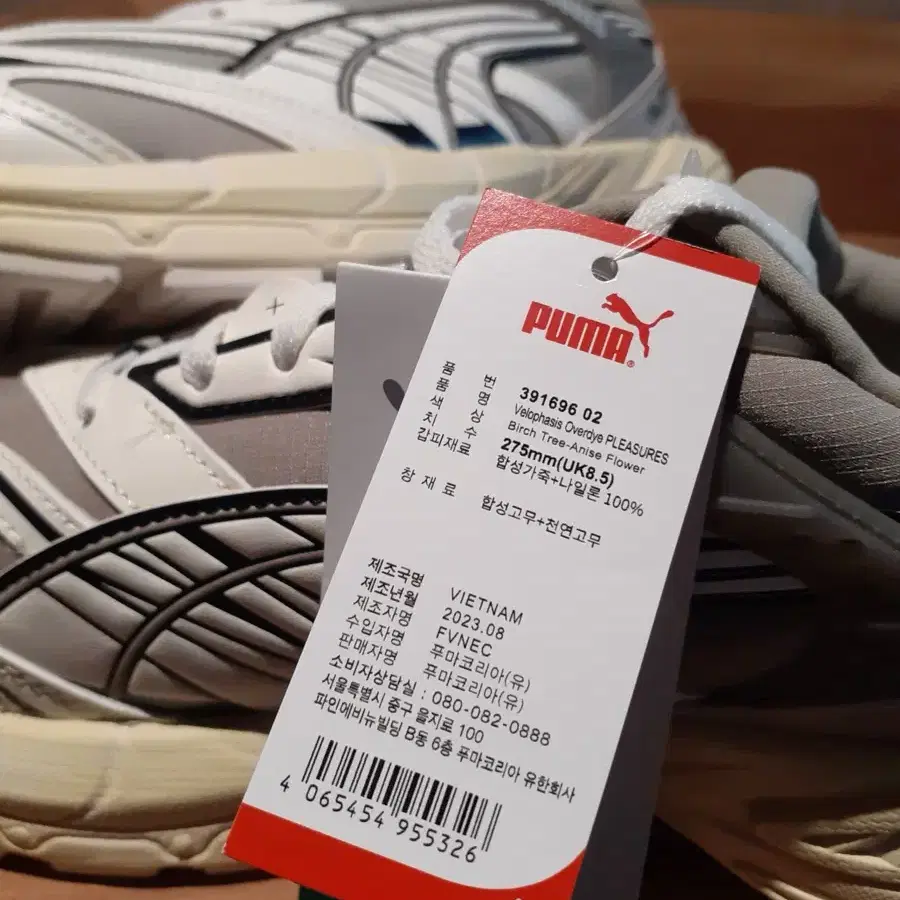 PUMA
품 번 391696 02
품 명 Velophasis Overdye PLEASURES
색 상 Birch Tree-Anise Flower
치 수 275mm(UK8.5)
갑피재료 합성가죽+나일론 100%
창 재 료 합성고무+천연고무
제조국명 VIETNAM
제조년월 2023.08
제조자명 FVNEC
수입자명 푸마코리아(유)
판매자명 푸마코리아(유)
소비자상담실 : 080-082-0888
서울특별시 중구 을지로 100
파인에비뉴빌딩 B동 6층 푸마코리아 유한회사
4 065454 955326